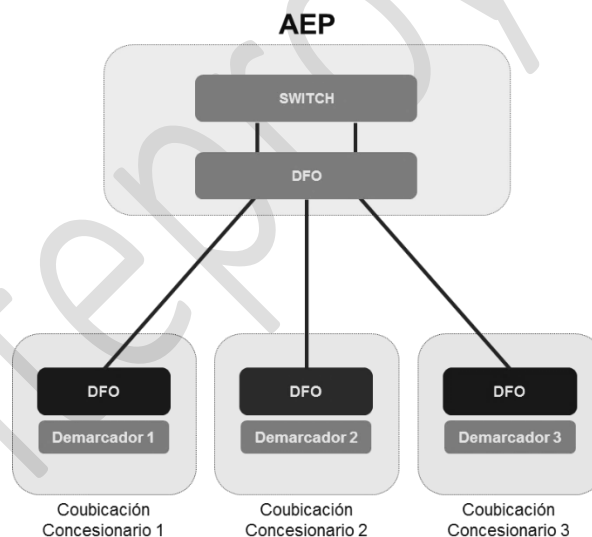 AEP
SWITCH
DFO
DFO
DFO
DFO
Demarcador 1
Demarcador 2
Demarcador 3
Coubicación
Concesionario 1
Coubicación
Concesionario 2
Coubicación
Concesionario 3